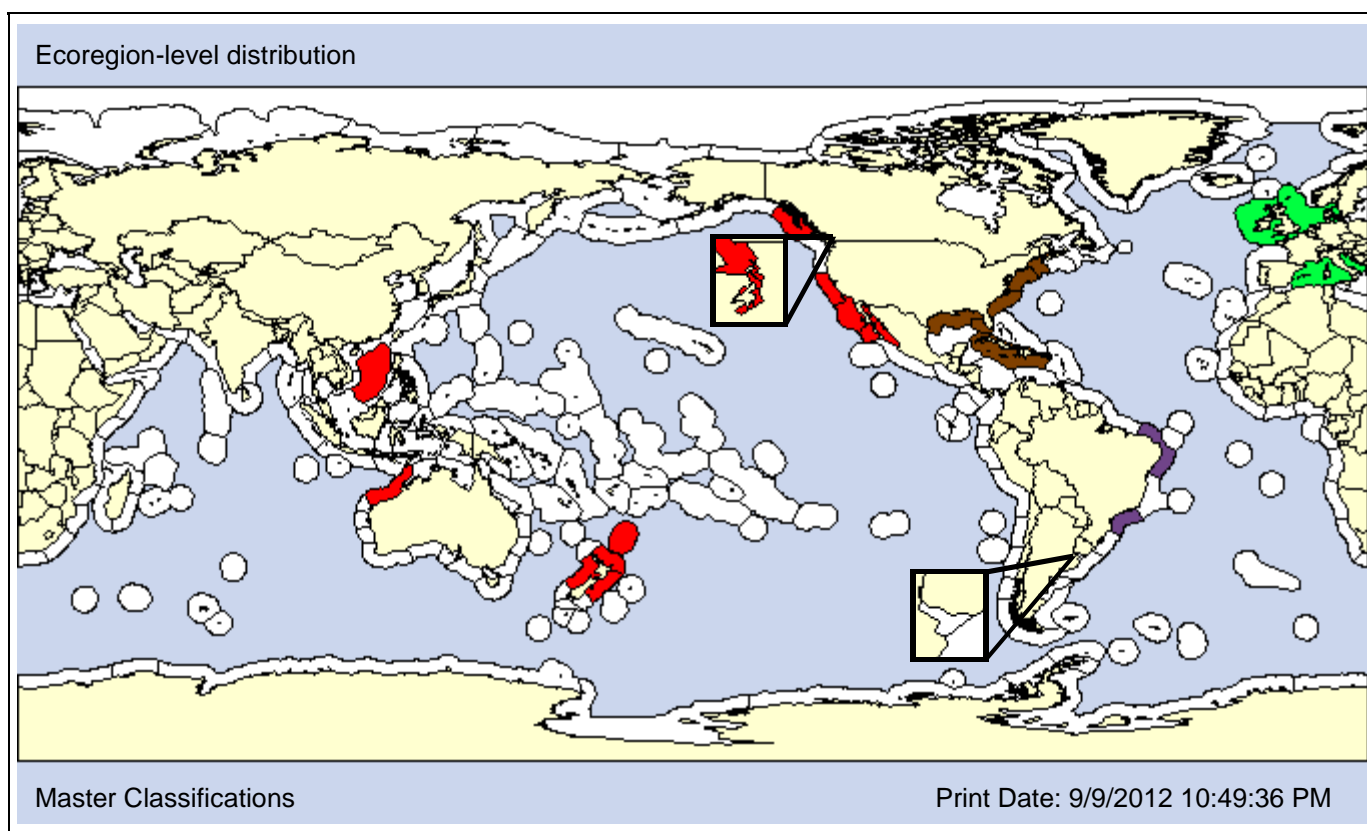 Ecoregion-level distribution
Master Classifications
Print Date: 9/9/2012 10:49:36 PM